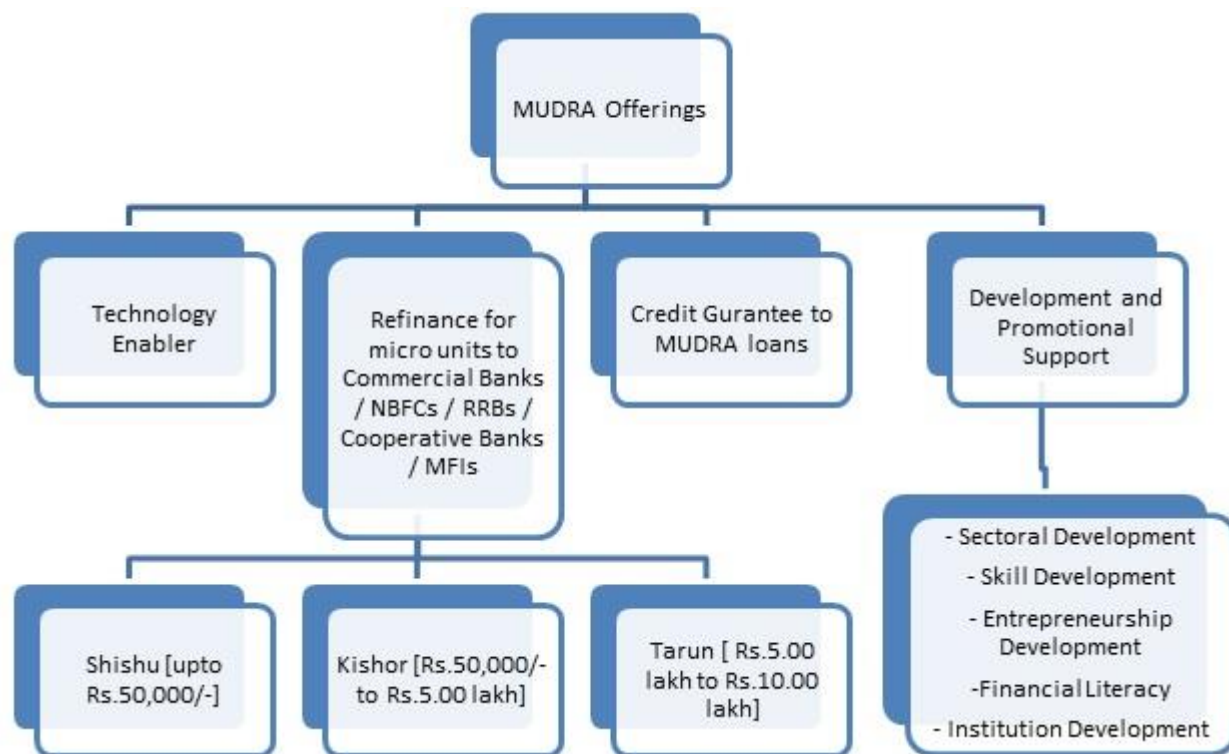 MUDRA Offerings
Technology
Enabler
Refinance for
micro units to
Commercial Banks
/ NBFCs / RRBs /
Cooperative Banks
/ MFIs
Credit Gurantee to
MUDRA loans
Development and
Promotional
Support
Shishu [upto
Rs.50,000/-]
Kishor [Rs.50,000/-
to Rs.5.00 lakh]
Tarun [ Rs.5.00
lakh to Rs.10.00
lakh]
- Sectoral Development
- Skill Development
- Entrepreneurship
Development
-Financial Literacy
- Institution Development